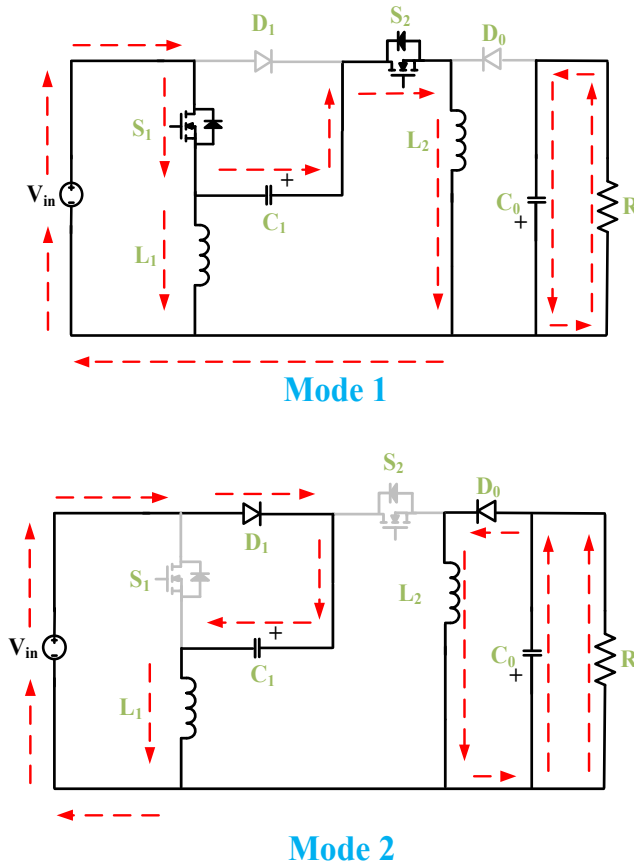 D₁
S₂
D₀
S₁
L₂
Vin
+
C₁
C₀
+
R
L₁
Mode 1
S₂
D₀
D₁
S₁
L₂
Vin
+
C₁
C₀
+
R
L₁
Mode 2